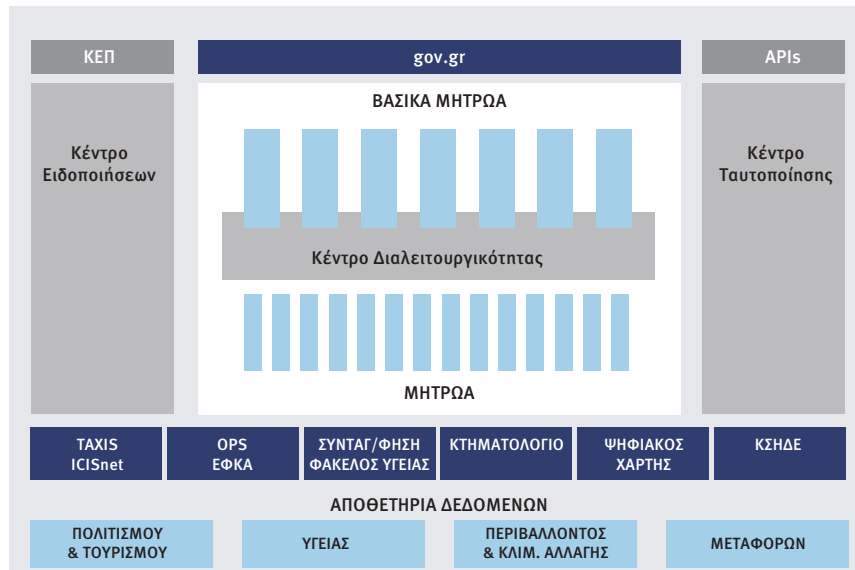 ΚΕΠ
gov.gr
APIs
ΒΑΣΙΚΑ ΜΗΤΡΩΑ
Κέντρο
Ειδοποιήσεων
Κέντρο
Ταυτοποίησης
Κέντρο Διαλειτουργικότητας
ΜΗΤΡΩΑ
TAXIS
ICISnet
OPS
ΕΦΚΑ
ΣΥΝΤΑΓ/ΦΗΣΗ
ΦΑΚΕΛΟΣ ΥΓΕΙΑΣ
ΚΤΗΜΑΤΟΛΟΓΙΟ
ΨΗΦΙΑΚΟΣ
ΧΑΡΤΗΣ
ΚΣΗΔΕ
ΑΠΟΘΕΤΗΡΙΑ ΔΕΔΟΜΕΝΩΝ
ΠΟΛΙΤΙΣΜΟΥ
& ΤΟΥΡΙΣΜΟΥ
ΥΓΕΙΑΣ
ΠΕΡΙΒΑΛΛΟΝΤΟΣ
& ΚΛΙΜ. ΑΛΛΑΓΗΣ
ΜΕΤΑΦΟΡΩΝ